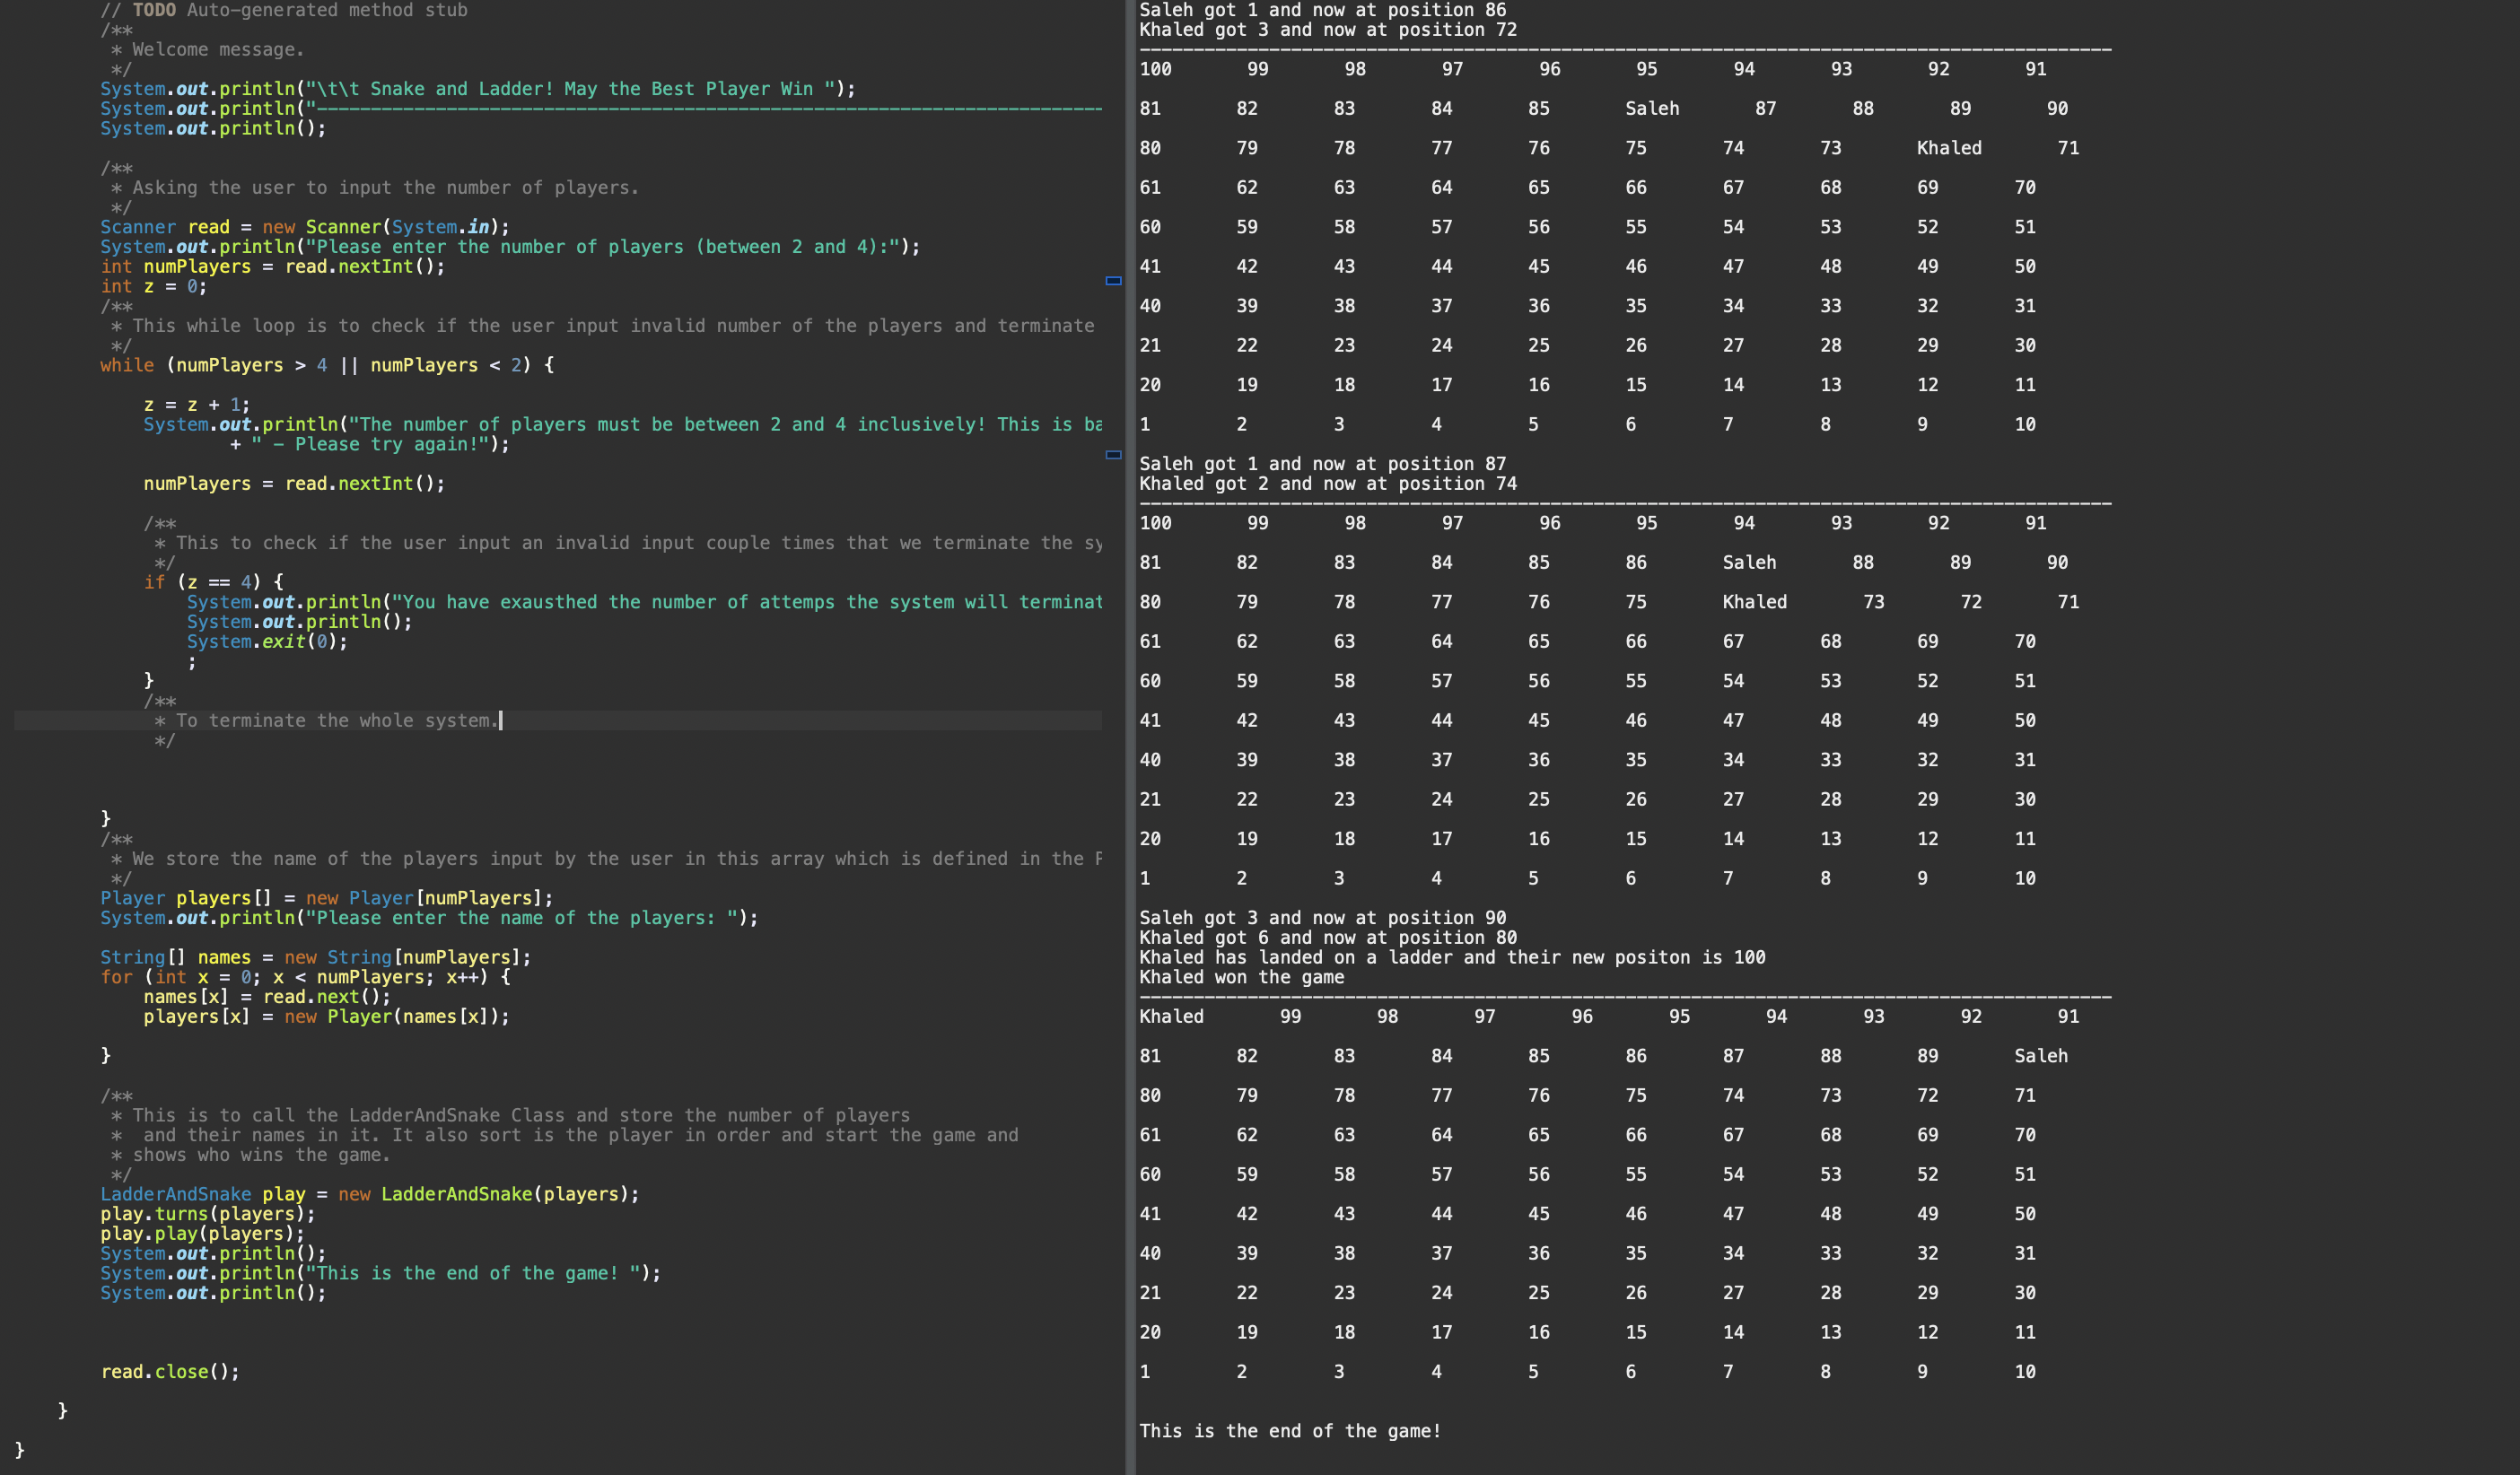 // TODO Auto-generated method stub
/**
 * Welcome message.
 */
System.out.println("\t\t Snake and Ladder! May the Best Player Win ");
System.out.println("-------------------------------------------------------------------------
System.out.println();
/**
 * Asking the user to input the number of players.
 */
Scanner read = new Scanner(System.in);
System.out.println("Please enter the number of players (between 2 and 4):");
int numPlayers = read.nextInt();
int z = 0;
/**
 * This while loop is to check if the user input invalid number of the players and terminate
 */
while (numPlayers > 4 || numPlayers < 2) {
z = z + 1;
System.out.println("The number of players must be between 2 and 4 inclusively! This is ba
+ " - Please try again!");
numPlayers = read.nextInt();
/**
 * This to check if the user input an invalid input couple times that we terminate the sy
 */
if (z == 4) {
System.out.println("You have exausthed the number of attemps the system will terminat
System.out.println();
System.exit(0);
;
}
/**
 * To terminate the whole system.
 */
}
/**
 * We store the name of the players input by the user in this array which is defined in the P
 */
Player players[] = new Player[numPlayers];
System.out.println("Please enter the name of the players: ");
String[] names = new String[numPlayers];
for (int x = 0; x < numPlayers; x++) {
names[x] = read.next();
players[x] = new Player(names[x]);
}
/**
 * This is to call the LadderAndSnake Class and store the number of players
 *  and their names in it. It also sort is the player in order and start the game and
 * shows who wins the game.
 */
LadderAndSnake play = new LadderAndSnake(players);
play.turns(players);
play.play(players);
System.out.println();
System.out.println("This is the end of the game! ");
System.out.println();
read.close();
}
}
Saleh got 1 and now at position 86
Khaled got 3 and now at position 72
------------------------------------------------------------------------------------------
100 99 98 97 96 95 94 93 92 91
81 82 83 84 85 Saleh 87 88 89 90
80 79 78 77 76 75 74 73 Khaled 71
61 62 63 64 65 66 67 68 69 70
60 59 58 57 56 55 54 53 52 51
41 42 43 44 45 46 47 48 49 50
40 39 38 37 36 35 34 33 32 31
21 22 23 24 25 26 27 28 29 30
20 19 18 17 16 15 14 13 12 11
1 2 3 4 5 6 7 8 9 10
Saleh got 1 and now at position 87
Khaled got 2 and now at position 74
------------------------------------------------------------------------------------------
100 99 98 97 96 95 94 93 92 91
81 82 83 84 85 86 Saleh 88 89 90
80 79 78 77 76 75 Khaled 73 72 71
61 62 63 64 65 66 67 68 69 70
60 59 58 57 56 55 54 53 52 51
41 42 43 44 45 46 47 48 49 50
40 39 38 37 36 35 34 33 32 31
21 22 23 24 25 26 27 28 29 30
20 19 18 17 16 15 14 13 12 11
1 2 3 4 5 6 7 8 9 10
Saleh got 3 and now at position 90
Khaled got 6 and now at position 80
Khaled has landed on a ladder and their new positon is 100
Khaled won the game
------------------------------------------------------------------------------------------
Khaled 99 98 97 96 95 94 93 92 91
81 82 83 84 85 86 87 88 89 Saleh
80 79 78 77 76 75 74 73 72 71
61 62 63 64 65 66 67 68 69 70
60 59 58 57 56 55 54 53 52 51
41 42 43 44 45 46 47 48 49 50
40 39 38 37 36 35 34 33 32 31
21 22 23 24 25 26 27 28 29 30
20 19 18 17 16 15 14 13 12 11
1 2 3 4 5 6 7 8 9 10
This is the end of the game!